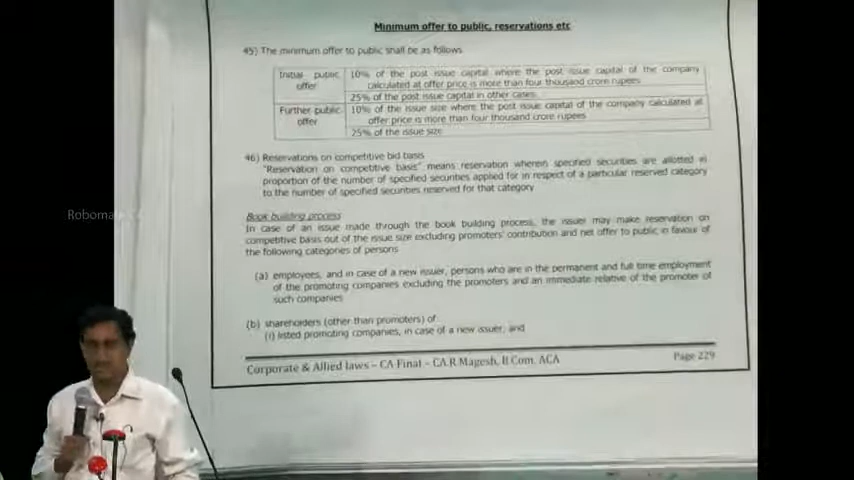 Minimum offer to public, reservations etc
45) The minimum offer to public shall be as follows
Initial public offer
10% of the post issue capital where the post issue capital of the company
calculated at offer price is more than four thousand crore rupees
25% of the post issue capital in other cases
Further public offer
10% of the issue size where the post issue capital of the company calculated at
offer price is more than four thousand crore rupees
25% of the issue size
46) Reservations on competitive bid basis
"Reservation on competitive basis" means reservation wherein specified securities are allotted in
proportion of the number of specified securities applied for in respect of a particular reserved category
to the number of specified securities reserved for that category
Book building process
In case of an issue made through the book building process, the issuer may make reservation on
competitive basis out of the issue size excluding promoters' contribution and net offer to public in favour of
the following categories of persons
(a) employees, and in case of a new issuer, persons who are in the permanent and full time employment
of the promoting companies excluding the promoters and an immediate relative of the promoter of
such companies
(b) shareholders (other than promoters) of
(i) listed promoting companies, in case of a new issuer, and
Corporate & Allied laws – CA Final – CA R Magesh, B Com. ACA
Page 229